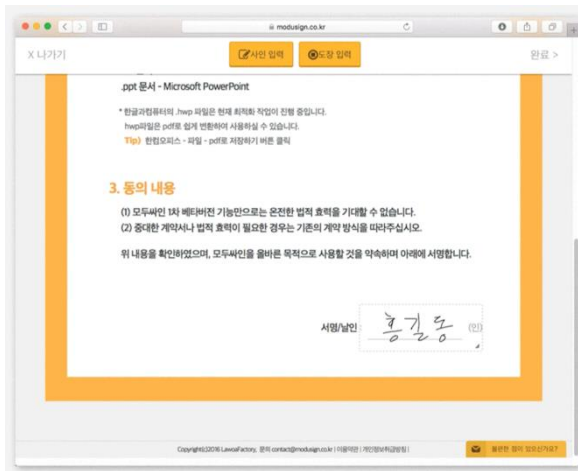 modusign.co.kr
X 나가기
사인 입력
도장 입력
완료 >
.ppt 문서 - Microsoft PowerPoint
* 한글과컴퓨터의 .hwp 파일은 현재 최적화 작업이 진행 중입니다.
hwp파일은 pdf로 쉽게 변환하여 사용하실 수 있습니다.
Tip) 한컴오피스 - 파일 - pdf로 저장하기 버튼 클릭
3. 동의 내용
(1) 모두싸인 1차 베타버전 기능만으로는 온전한 법적 효력을 기대할 수 없습니다.
(2) 중대한 계약서나 법적 효력이 필요한 경우는 기존의 계약 방식을 따라주십시오.
위 내용을 확인하였으며, 모두싸인을 올바른 목적으로 사용할 것을 약속하며 아래에 서명합니다.
서명/날인 : 홍길동 (인)
Copyright(c)2016 LawoaFactory, 문의 contact@modusign.co.kr | 이용약관 | 개인정보취급방침 |
불편한 점이 있으신가요?